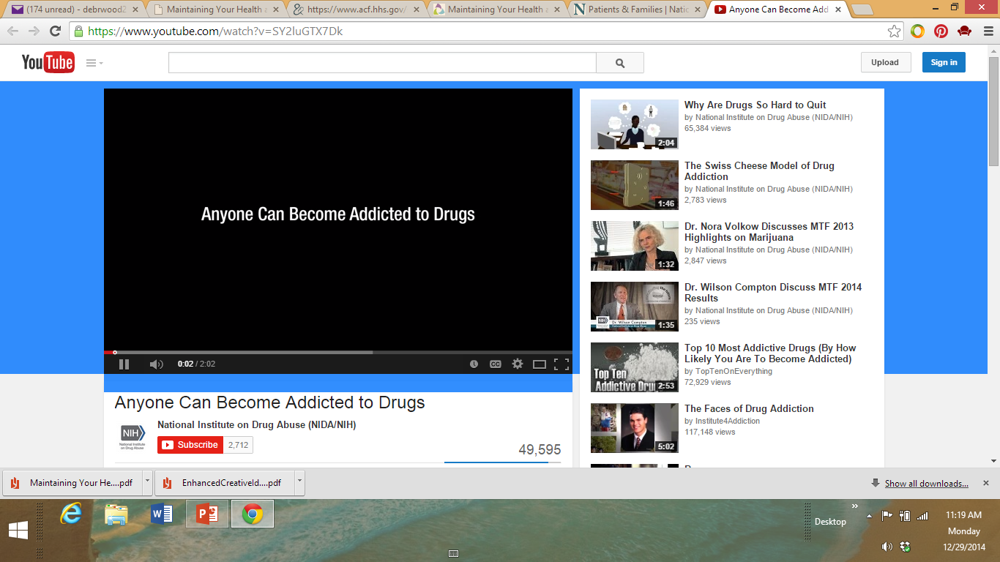 (174 unread) - debrwood2
Maintaining Your Health a
https://www.acf.hhs.gov/
Maintaining Your Health a
Patients & Families | Natio
Anyone Can Become Add
https://www.youtube.com/watch?v=SY2luGTX7Dk
YouTube
Upload
Sign in
Anyone Can Become Addicted to Drugs
0:02 / 2:02
CC
Anyone Can Become Addicted to Drugs
NIH
National Institute
on Drug Abuse
National Institute on Drug Abuse (NIDA/NIH)
Subscribe 2,712
49,595
2:04
Why Are Drugs So Hard to Quit
by National Institute on Drug Abuse (NIDA/NIH)
65,384 views
1:46
The Swiss Cheese Model of Drug
Addiction
by National Institute on Drug Abuse (NIDA/NIH)
2,783 views
1:32
Dr. Nora Volkow Discusses MTF 2013
Highlights on Marijuana
by National Institute on Drug Abuse (NIDA/NIH)
2,847 views
NIH
Dr. Wilson Compton
1:35
Dr. Wilson Compton Discuss MTF 2014
Results
by National Institute on Drug Abuse (NIDA/NIH)
235 views
Top Ten
Addictive Dru
2:53
Top 10 Most Addictive Drugs (By How
Likely You Are To Become Addicted)
by TopTenOnEverything
72,929 views
5:02
The Faces of Drug Addiction
by Institute4Addiction
117,148 views
Maintaining Your He....pdf
EnhancedCreativeId....pdf
Show all downloads...
Desktop
11:19 AM
Monday
12/29/2014